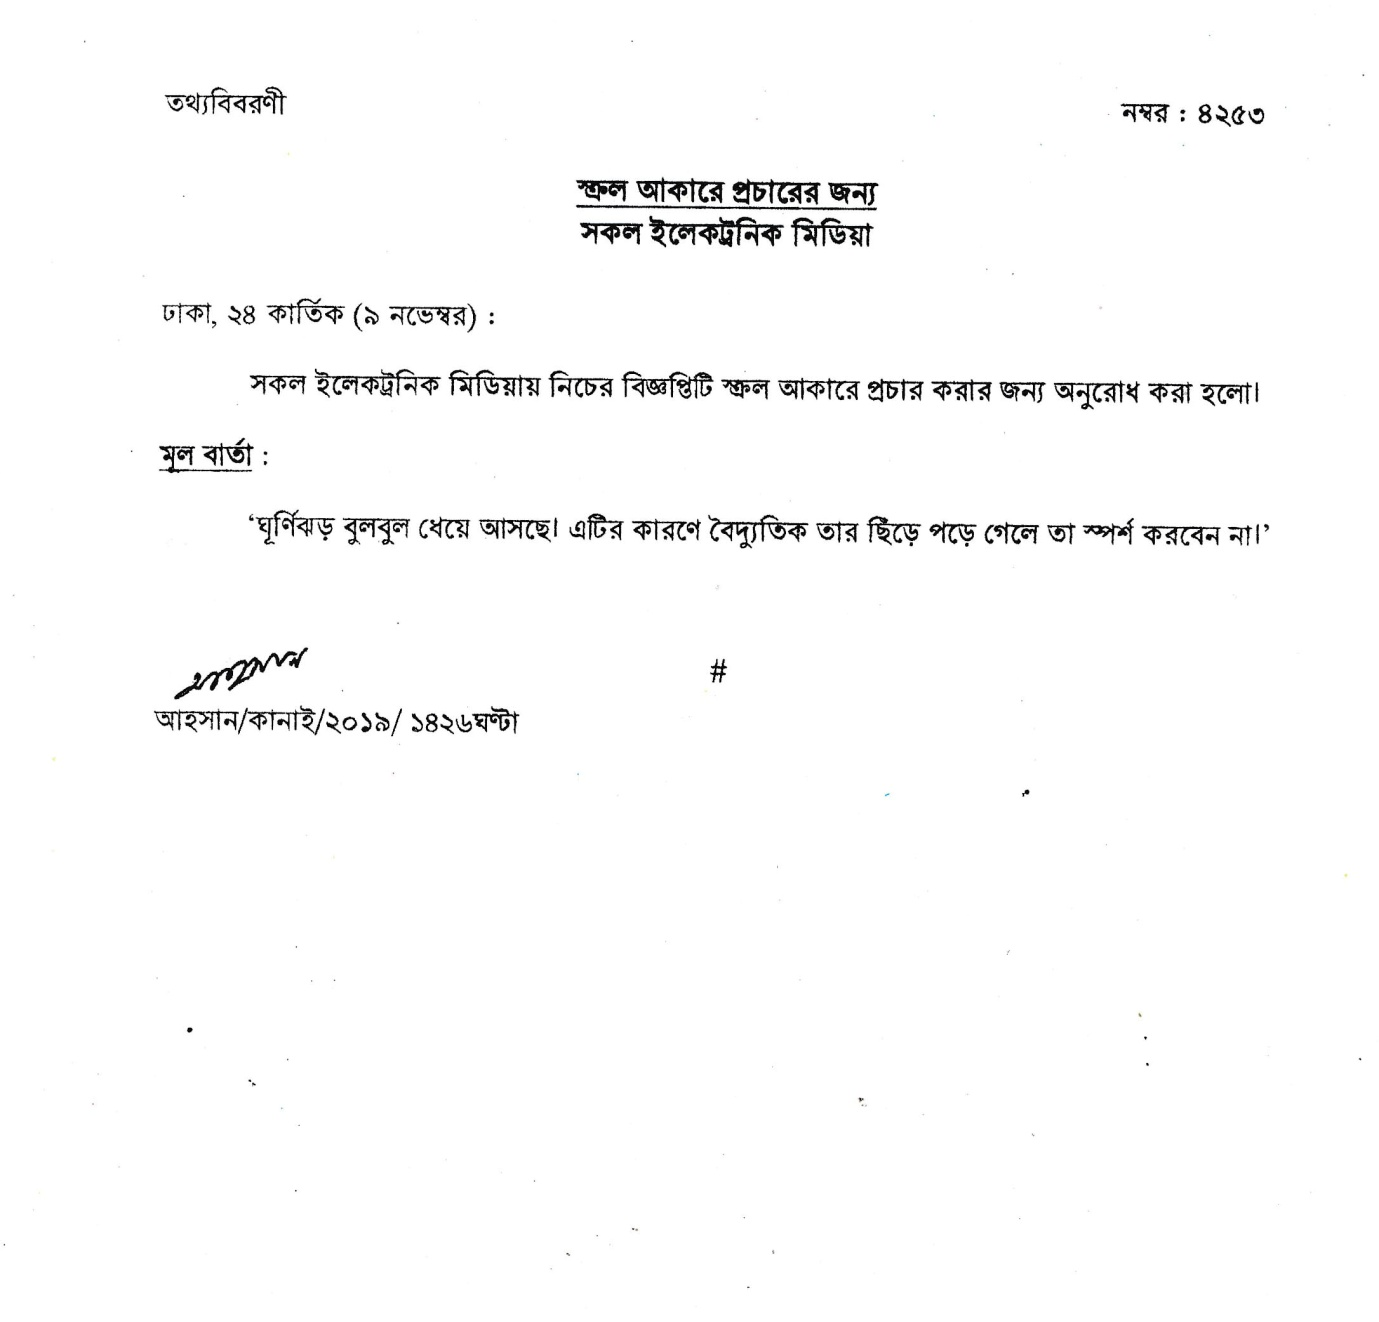 তথ্যবিবরণী
নম্বর : ৪২৫৩
স্ক্রল আকারে প্রচারের জন্য
সকল ইলেকট্রনিক মিডিয়া
ঢাকা, ২৪ কার্তিক (৯ নভেম্বর) :
সকল ইলেকট্রনিক মিডিয়ায় নিচের বিজ্ঞপ্তিটি স্ক্রল আকারে প্রচার করার জন্য অনুরোধ করা হলো।
মূল বার্তা :
‘ঘূর্ণিঝড় বুলবুল ধেয়ে আসছে। এটির কারণে বৈদ্যুতিক তার ছিঁড়ে পড়ে গেলে তা স্পর্শ করবেন না।’
#
আহসান/কানাই/২০১৯/ ১৪২৬ঘণ্টা